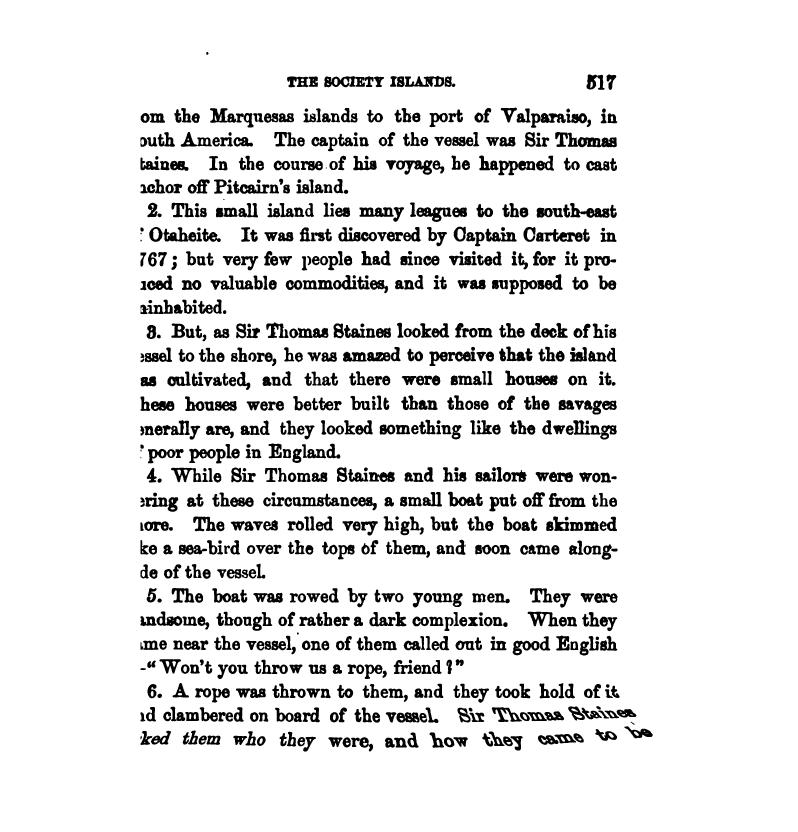 THE SOCIETY ISLANDS. 517
om the Marquesas islands to the port of Valparaiso, in
outh America. The captain of the vessel was Sir Thomas
taines. In the course of his voyage, he happened to cast
nchor off Pitcairn's island.
2. This small island lies many leagues to the south-east
f Otaheite. It was first discovered by Captain Carteret in
767; but very few people had since visited it, for it pro-
uced no valuable commodities, and it was supposed to be
ninhabited.
3. But, as Sir Thomas Staines looked from the deck of his
essel to the shore, he was amazed to perceive that the island
as cultivated, and that there were small houses on it.
hese houses were better built than those of the savages
enerally are, and they looked something like the dwellings
f poor people in England.
4. While Sir Thomas Staines and his sailors were won-
ering at these circumstances, a small boat put off from the
hore. The waves rolled very high, but the boat skimmed
ke a sea-bird over the tops of them, and soon came along-
de of the vessel.
5. The boat was rowed by two young men. They were
andsome, though of rather a dark complexion. When they
ame near the vessel, one of them called out in good English
-"Won't you throw us a rope, friend?"
6. A rope was thrown to them, and they took hold of it
nd clambered on board of the vessel. Sir Thomas Staines
ked them who they were, and how they came to be